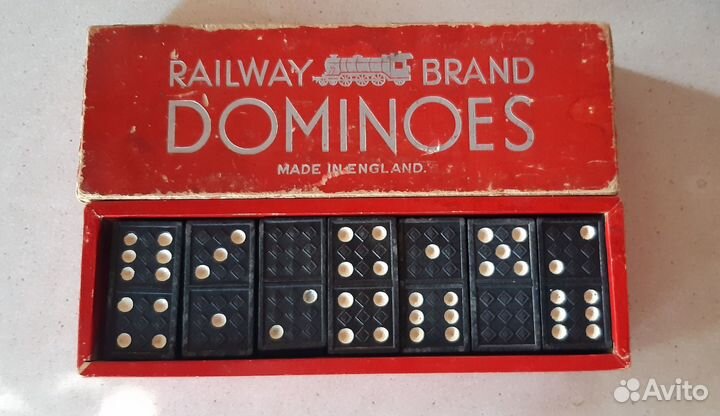 RAILWAY BRAND
DOMINOES
MADE IN ENGLAND.
Avito